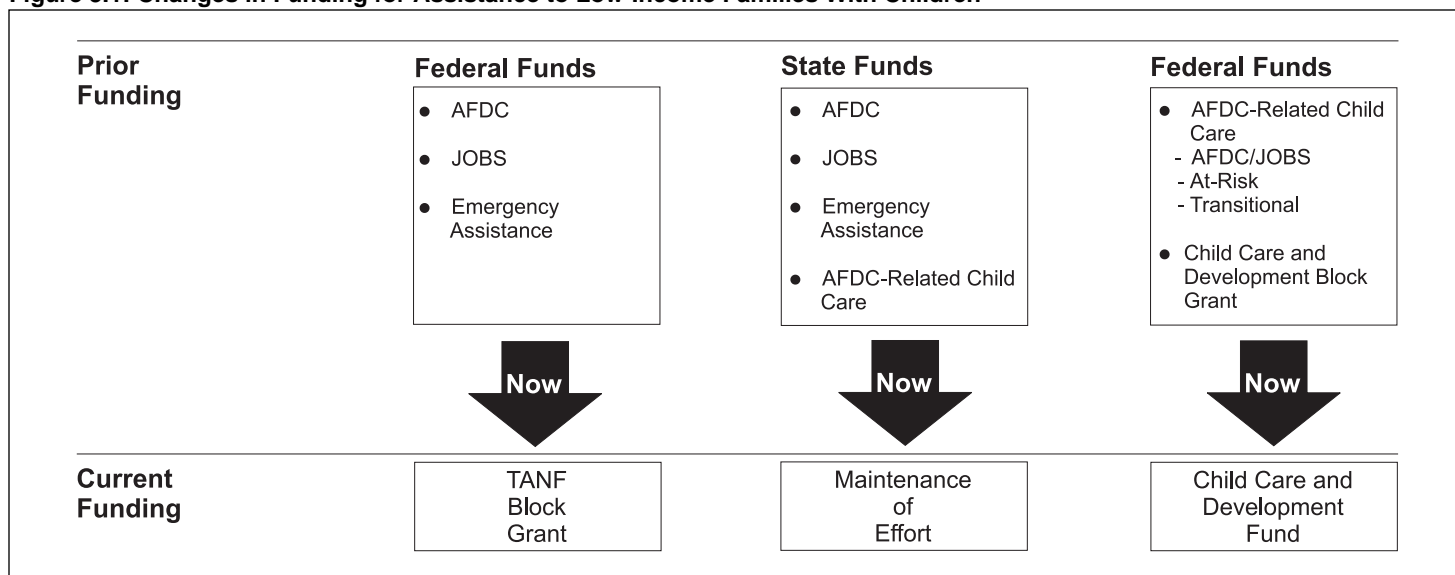 Figure 3.1: Changes in Funding for Assistance to Low-Income Families With Children
Prior
Funding
Federal Funds
● AFDC
● JOBS
● Emergency
Assistance
State Funds
● AFDC
● JOBS
● Emergency
Assistance
● AFDC-Related Child
Care
Federal Funds
● AFDC-Related Child
Care
- AFDC/JOBS
- At-Risk
- Transitional
● Child Care and
Development Block
Grant
Now
Now
Now
Current
Funding
TANF
Block
Grant
Maintenance
of
Effort
Child Care and
Development
Fund